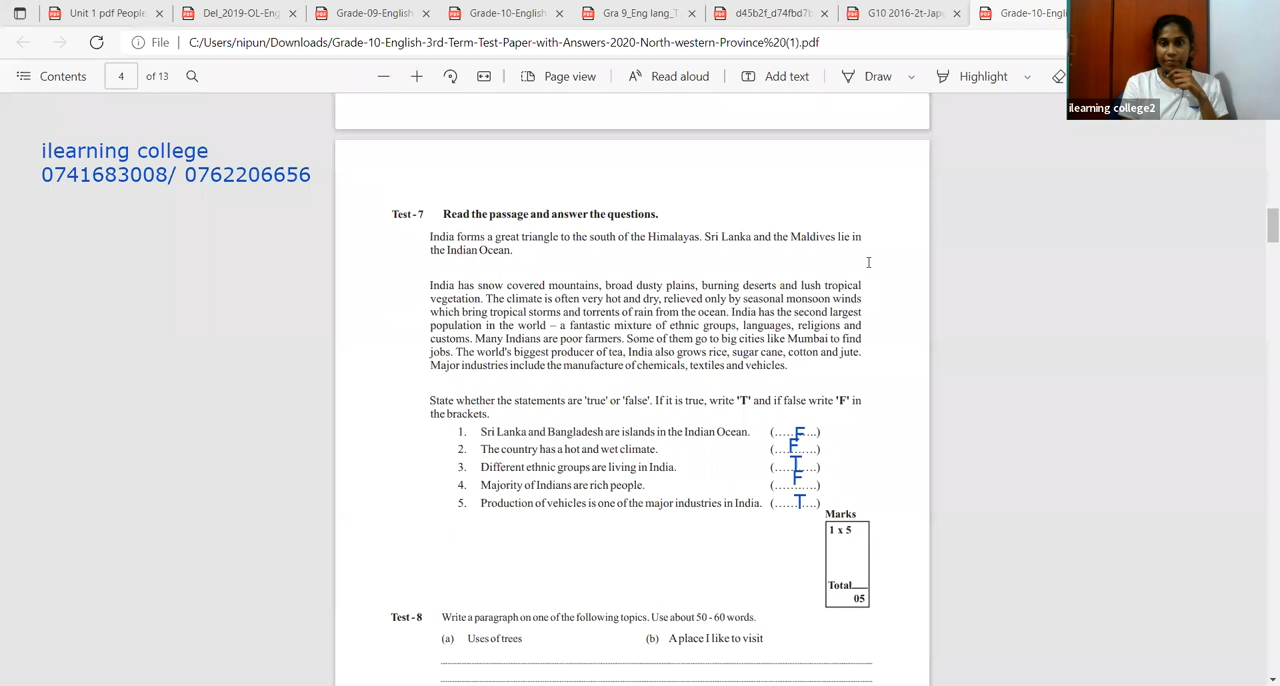 Unit 1 pdf People
Del_2019-OL-Eng
Grade-09-English
Grade-10-English
Gra 9_Eng lang_T
d45b2f_d74fbd7b
G10 2016-2t-Jap
Grade-10-Engli
File C:/Users/nipun/Downloads/Grade-10-English-3rd-Term-Test-Paper-with-Answers-2020-North-western-Province%20(1).pdf
Contents 4 of 13 Page view Read aloud Add text Draw Highlight
ilearning college2
ilearning college
0741683008/ 0762206656
Test - 7 Read the passage and answer the questions.
India forms a great triangle to the south of the Himalayas. Sri Lanka and the Maldives lie in
the Indian Ocean.
India has snow covered mountains, broad dusty plains, burning deserts and lush tropical
vegetation. The climate is often very hot and dry, relieved only by seasonal monsoon winds
which bring tropical storms and torrents of rain from the ocean. India has the second largest
population in the world – a fantastic mixture of ethnic groups, languages, religions and
customs. Many Indians are poor farmers. Some of them go to big cities like Mumbai to find
jobs. The world's biggest producer of tea, India also grows rice, sugar cane, cotton and jute.
Major industries include the manufacture of chemicals, textiles and vehicles.
State whether the statements are 'true' or 'false'. If it is true, write 'T' and if false write 'F' in
the brackets.
1. Sri Lanka and Bangladesh are islands in the Indian Ocean. (.....F...)
2. The country has a hot and wet climate. (....F.....)
3. Different ethnic groups are living in India. (.....T....)
4. Majority of Indians are rich people. (.....F.....)
5. Production of vehicles is one of the major industries in India. (......T....)
Marks
1 x 5
Total
05
Test - 8 Write a paragraph on one of the following topics. Use about 50 - 60 words.
(a) Uses of trees (b) A place I like to visit